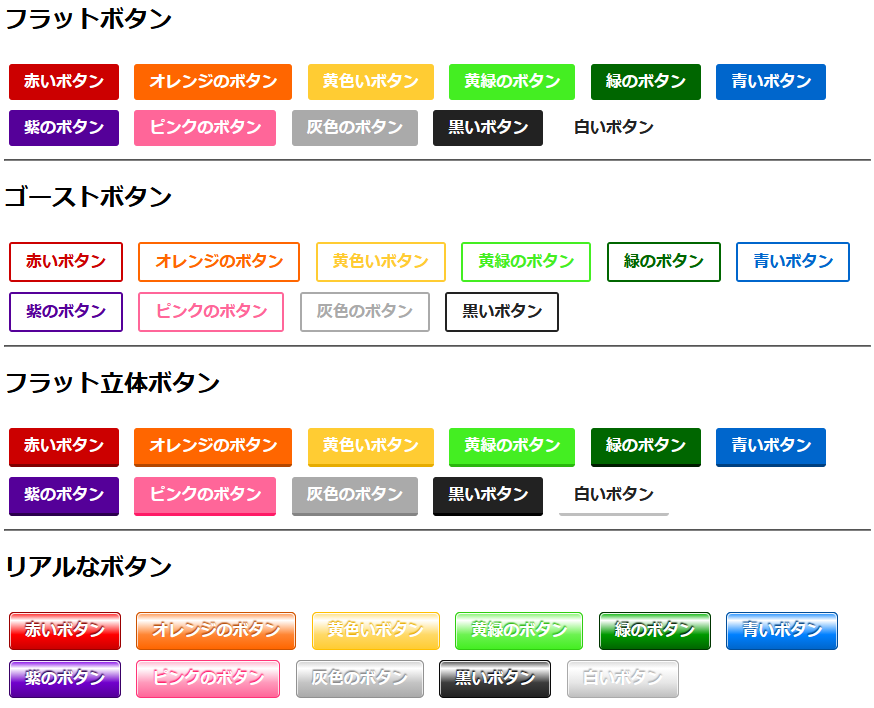 フラットボタン
赤いボタン オレンジのボタン 黄色いボタン 黄緑のボタン 緑のボタン 青いボタン
紫のボタン ピンクのボタン 灰色のボタン 黒いボタン 白いボタン
ゴーストボタン
赤いボタン オレンジのボタン 黄色いボタン 黄緑のボタン 緑のボタン 青いボタン
紫のボタン ピンクのボタン 灰色のボタン 黒いボタン
フラット立体ボタン
赤いボタン オレンジのボタン 黄色いボタン 黄緑のボタン 緑のボタン 青いボタン
紫のボタン ピンクのボタン 灰色のボタン 黒いボタン 白いボタン
リアルなボタン
赤いボタン オレンジのボタン 黄色いボタン 黄緑のボタン 緑のボタン 青いボタン
紫のボタン ピンクのボタン 灰色のボタン 黒いボタン 白いボタン